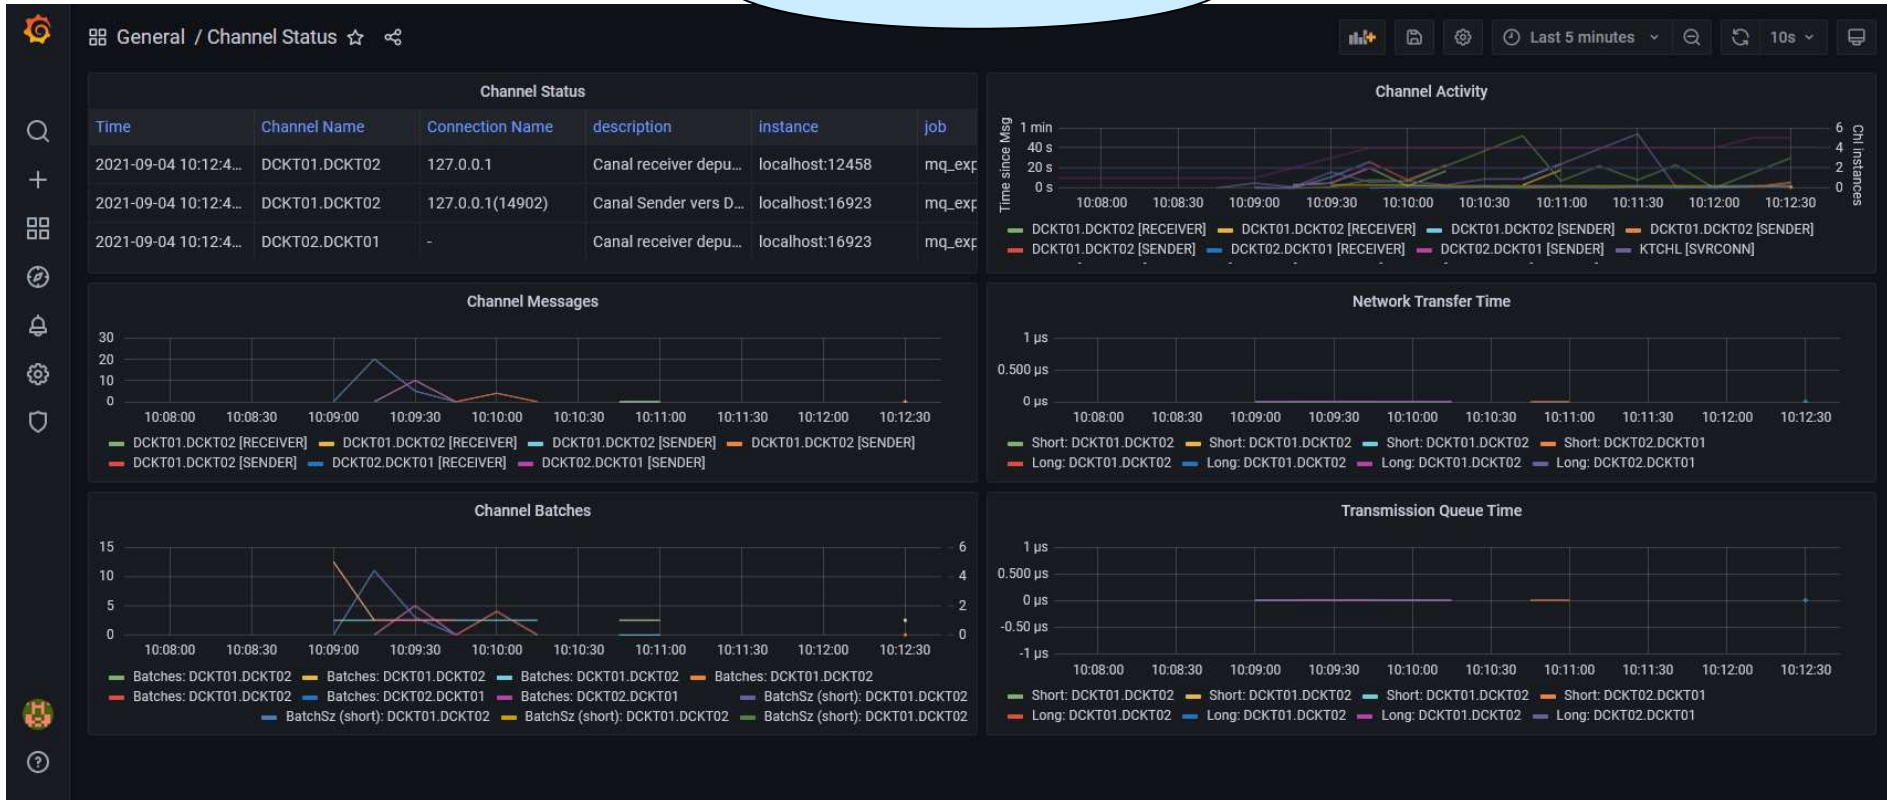 General / Channel Status
Last 5 minutes 10s
Channel Status
Time Channel Name Connection Name description instance job
2021-09-04 10:12:4... DCKT01.DCKT02 127.0.0.1 Canal receiver depu... localhost:12458 mq_exp
2021-09-04 10:12:4... DCKT01.DCKT02 127.0.0.1(14902) Canal Sender vers D... localhost:16923 mq_exp
2021-09-04 10:12:4... DCKT02.DCKT01 - Canal receiver depu... localhost:16923 mq_exp
Channel Activity
Time since Msg
1 min
40 s
20 s
0 s
6
4
2
0
Chl instances
10:08:00 10:08:30 10:09:00 10:09:30 10:10:00 10:10:30 10:11:00 10:11:30 10:12:00 10:12:30
DCKT01.DCKT02 [RECEIVER] DCKT01.DCKT02 [RECEIVER] DCKT01.DCKT02 [SENDER] DCKT01.DCKT02 [SENDER]
DCKT01.DCKT02 [SENDER] DCKT02.DCKT01 [RECEIVER] DCKT02.DCKT01 [SENDER] KTCHL [SVRCONN]
Channel Messages
30
20
10
0
10:08:00 10:08:30 10:09:00 10:09:30 10:10:00 10:10:30 10:11:00 10:11:30 10:12:00 10:12:30
DCKT01.DCKT02 [RECEIVER] DCKT01.DCKT02 [RECEIVER] DCKT01.DCKT02 [SENDER] DCKT01.DCKT02 [SENDER]
DCKT01.DCKT02 [SENDER] DCKT02.DCKT01 [RECEIVER] DCKT02.DCKT01 [SENDER]
Network Transfer Time
1 µs
0.500 µs
0 µs
10:08:00 10:08:30 10:09:00 10:09:30 10:10:00 10:10:30 10:11:00 10:11:30 10:12:00 10:12:30
Short: DCKT01.DCKT02 Short: DCKT01.DCKT02 Short: DCKT01.DCKT02 Short: DCKT02.DCKT01
Long: DCKT01.DCKT02 Long: DCKT01.DCKT02 Long: DCKT01.DCKT02 Long: DCKT02.DCKT01
Channel Batches
15
10
5
0
6
4
2
0
10:08:00 10:08:30 10:09:00 10:09:30 10:10:00 10:10:30 10:11:00 10:11:30 10:12:00 10:12:30
Batches: DCKT01.DCKT02 Batches: DCKT01.DCKT02 Batches: DCKT01.DCKT02 Batches: DCKT01.DCKT02
Batches: DCKT01.DCKT02 Batches: DCKT02.DCKT01 Batches: DCKT02.DCKT01 BatchSz (short): DCKT01.DCKT02
BatchSz (short): DCKT01.DCKT02 BatchSz (short): DCKT01.DCKT02 BatchSz (short): DCKT01.DCKT02
Transmission Queue Time
1 µs
0.500 µs
0 µs
-0.50 µs
-1 µs
10:08:00 10:08:30 10:09:00 10:09:30 10:10:00 10:10:30 10:11:00 10:11:30 10:12:00 10:12:30
Short: DCKT01.DCKT02 Short: DCKT01.DCKT02 Short: DCKT01.DCKT02 Short: DCKT02.DCKT01
Long: DCKT01.DCKT02 Long: DCKT01.DCKT02 Long: DCKT01.DCKT02 Long: DCKT02.DCKT01